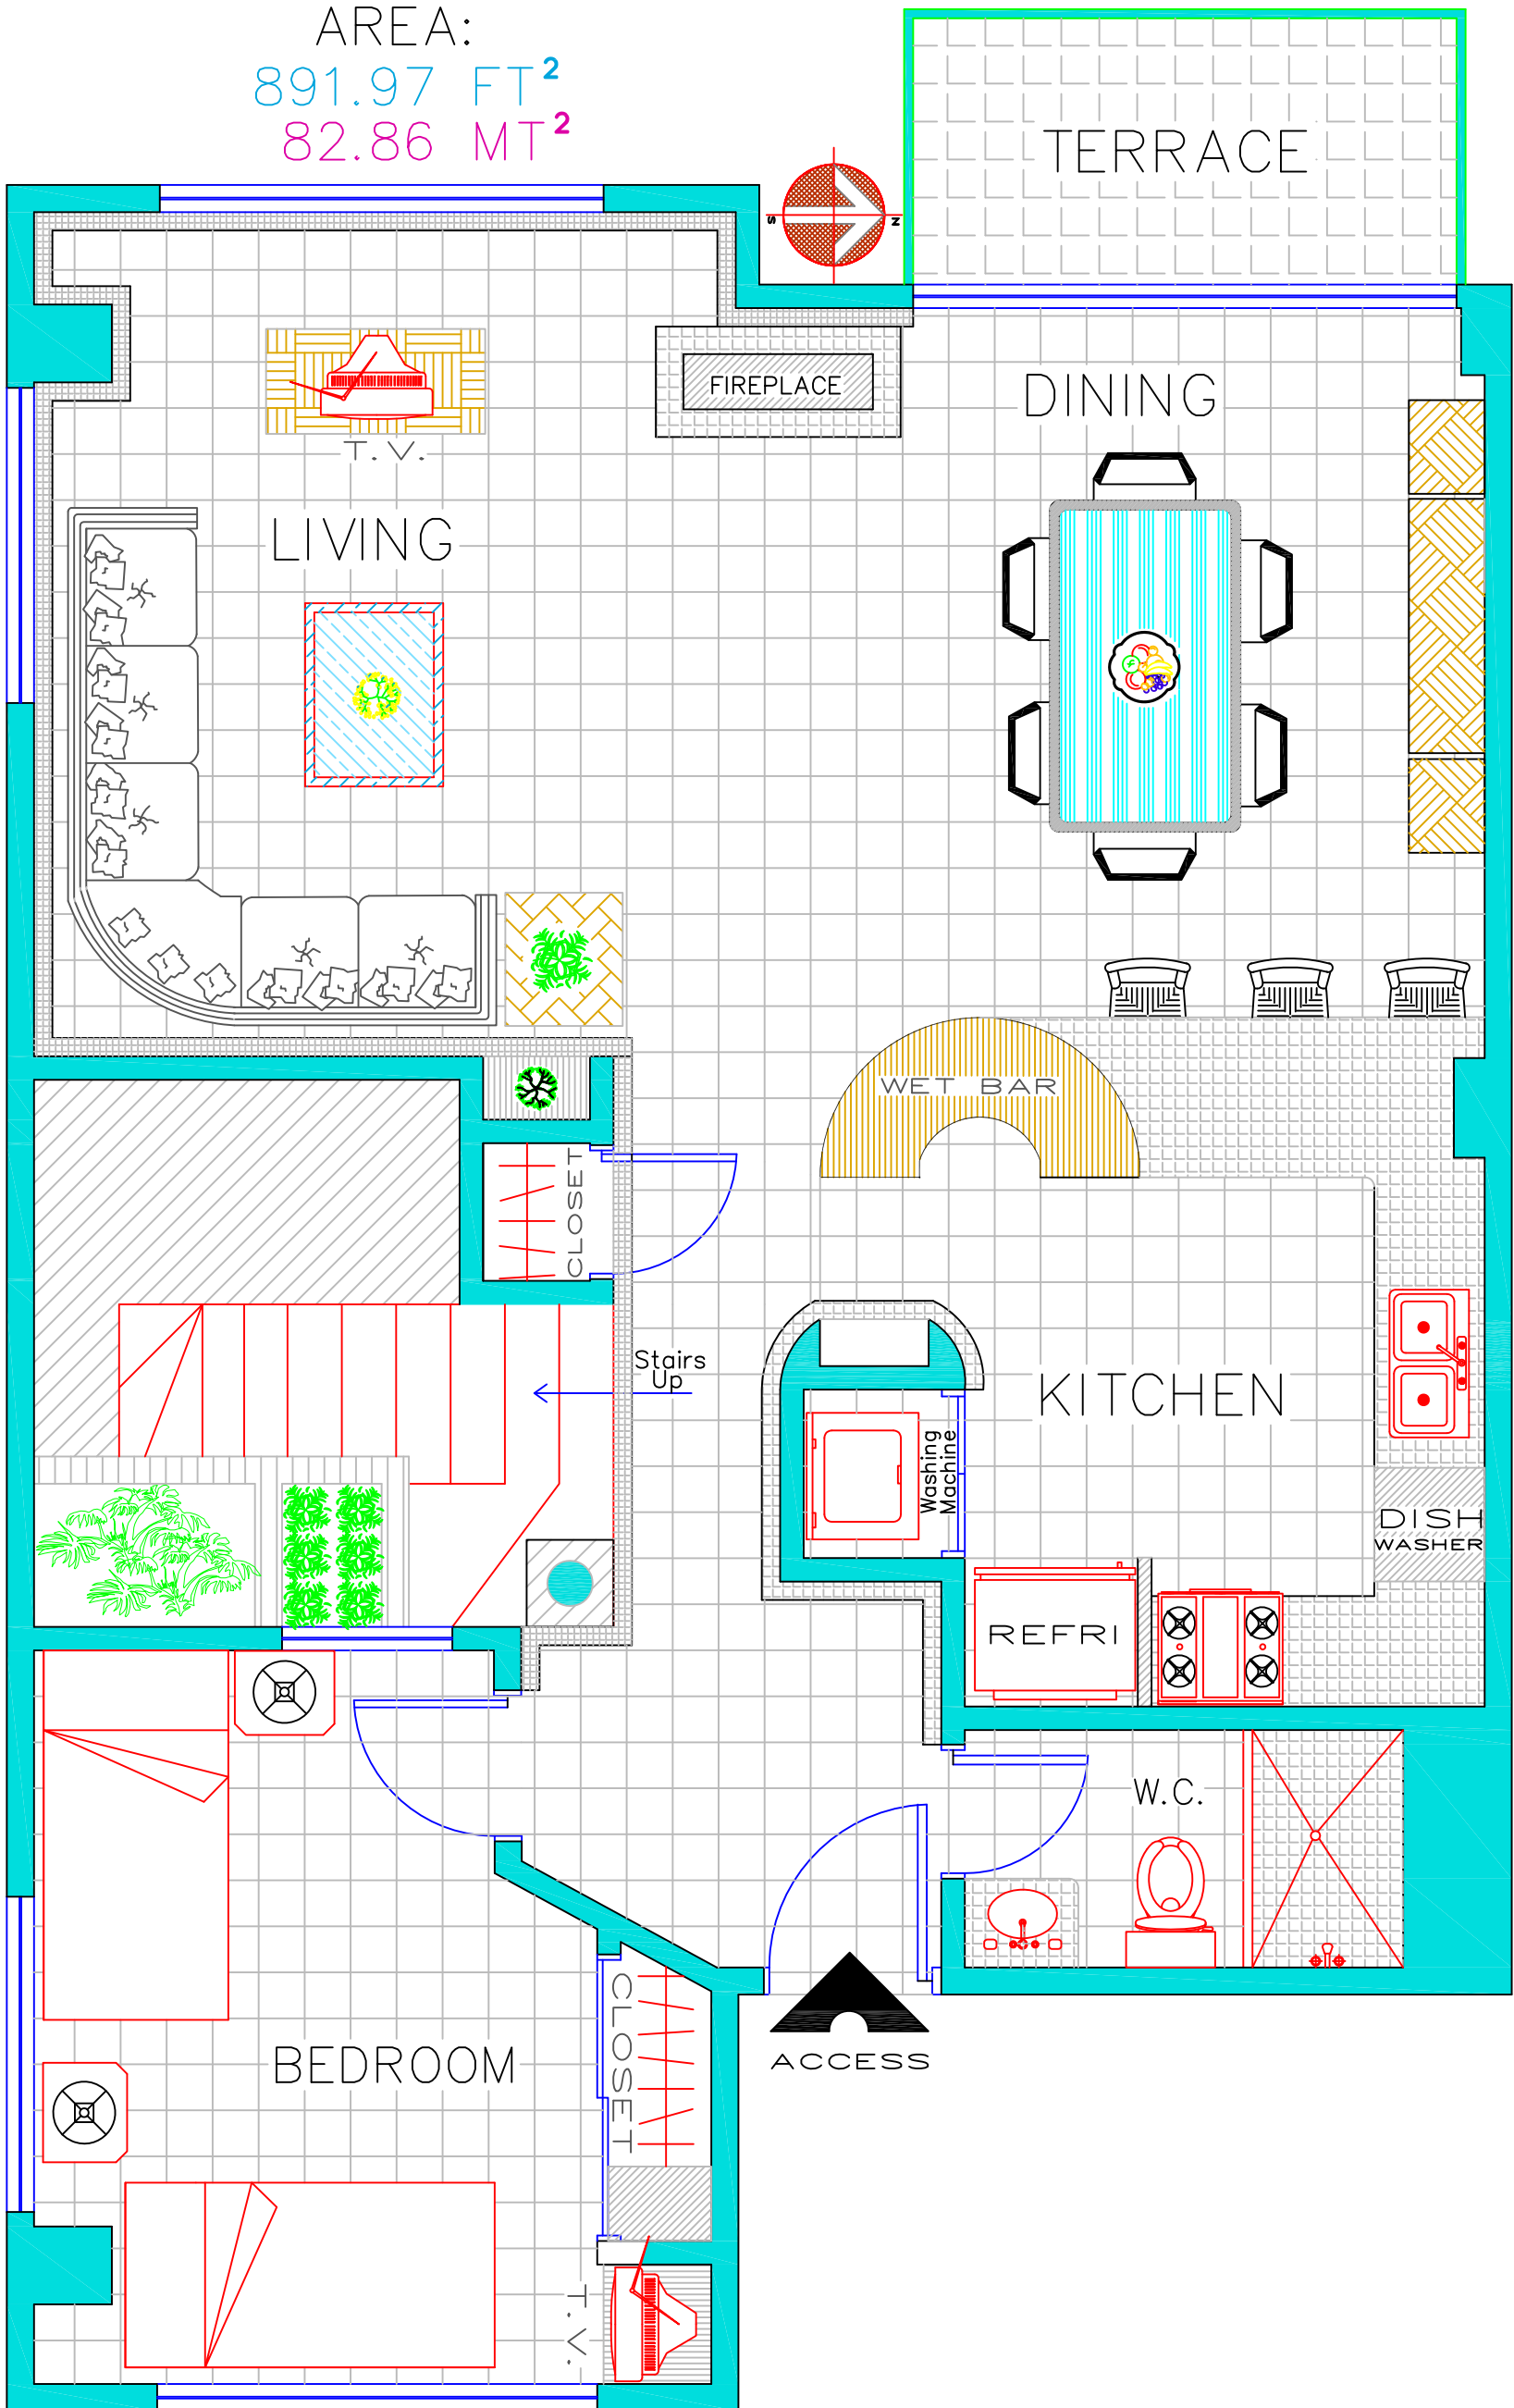 AREA:
891.97 FT²
82.86 MT²
TERRACE
S
N
FIREPLACE
DINING
T.V.
LIVING
WET BAR
CLOSET
Stairs
Up
KITCHEN
Washing
Machine
DISH
WASHER
REFRI
W.C.
CLOSET
ACCESS
BEDROOM
T.V.